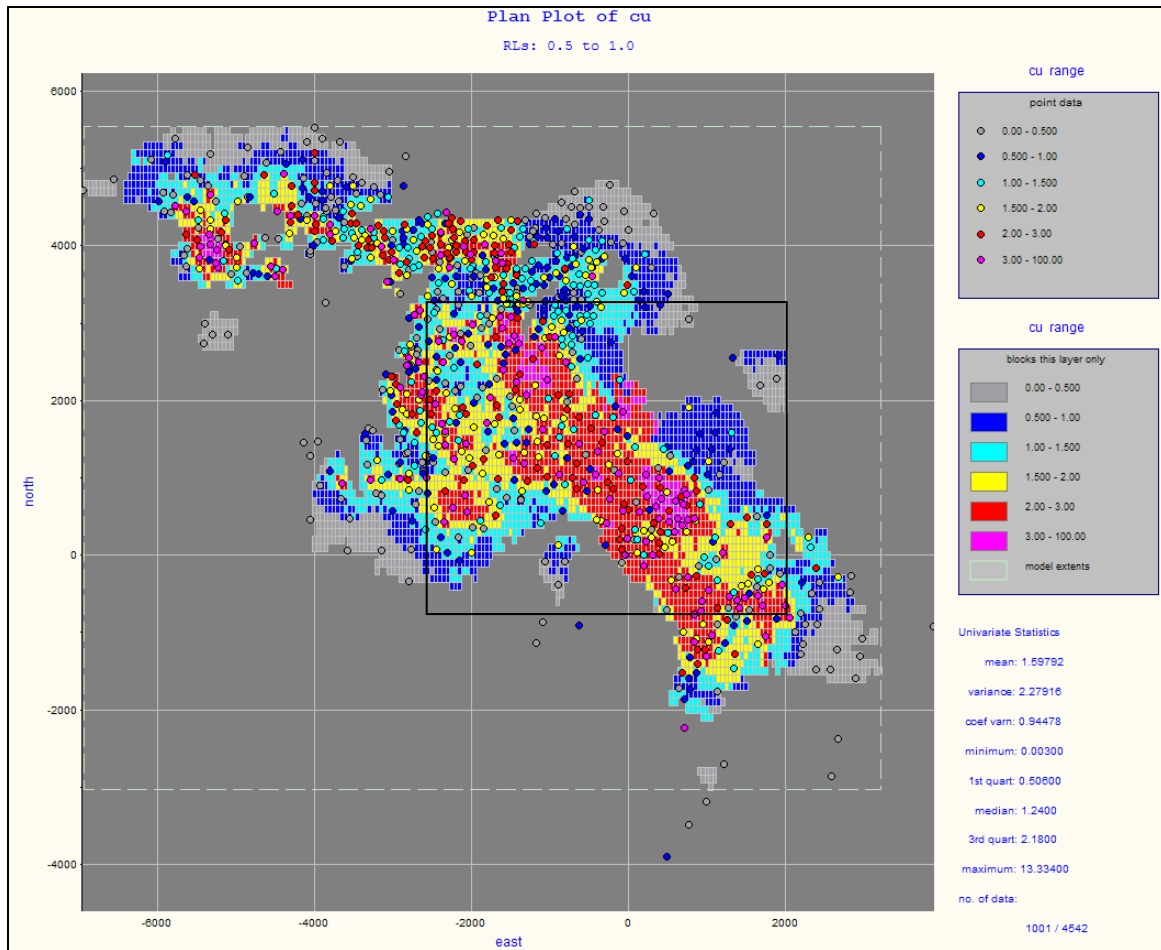 Plan Plot of cu
RLs: 0.5 to 1.0
6000
4000
2000
0
-2000
-4000
north
-6000
-4000
-2000
0
2000
east
cu range
point data
0.00 - 0.500
0.500 - 1.00
1.00 - 1.500
1.500 - 2.00
2.00 - 3.00
3.00 - 100.00
cu range
blocks this layer only
0.00 - 0.500
0.500 - 1.00
1.00 - 1.500
1.500 - 2.00
2.00 - 3.00
3.00 - 100.00
model extents
Univariate Statistics
mean: 1.59792
variance: 2.27916
coef varn: 0.94478
minimum: 0.00300
1st quart: 0.50600
median: 1.2400
3rd quart: 2.1800
maximum: 13.33400
no. of data:
1001 / 4542